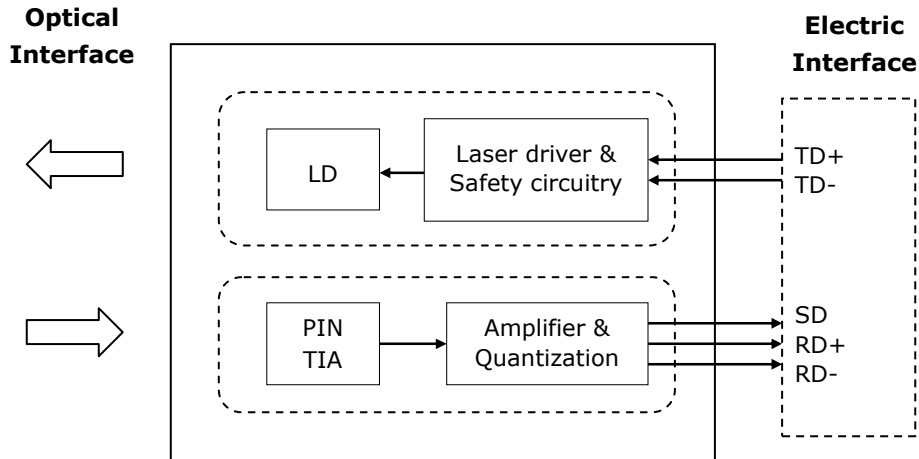 Optical
Interface
Electric
Interface
LD
Laser driver &
Safety circuitry
TD+
TD-
PIN
TIA
Amplifier &
Quantization
SD
RD+
RD-